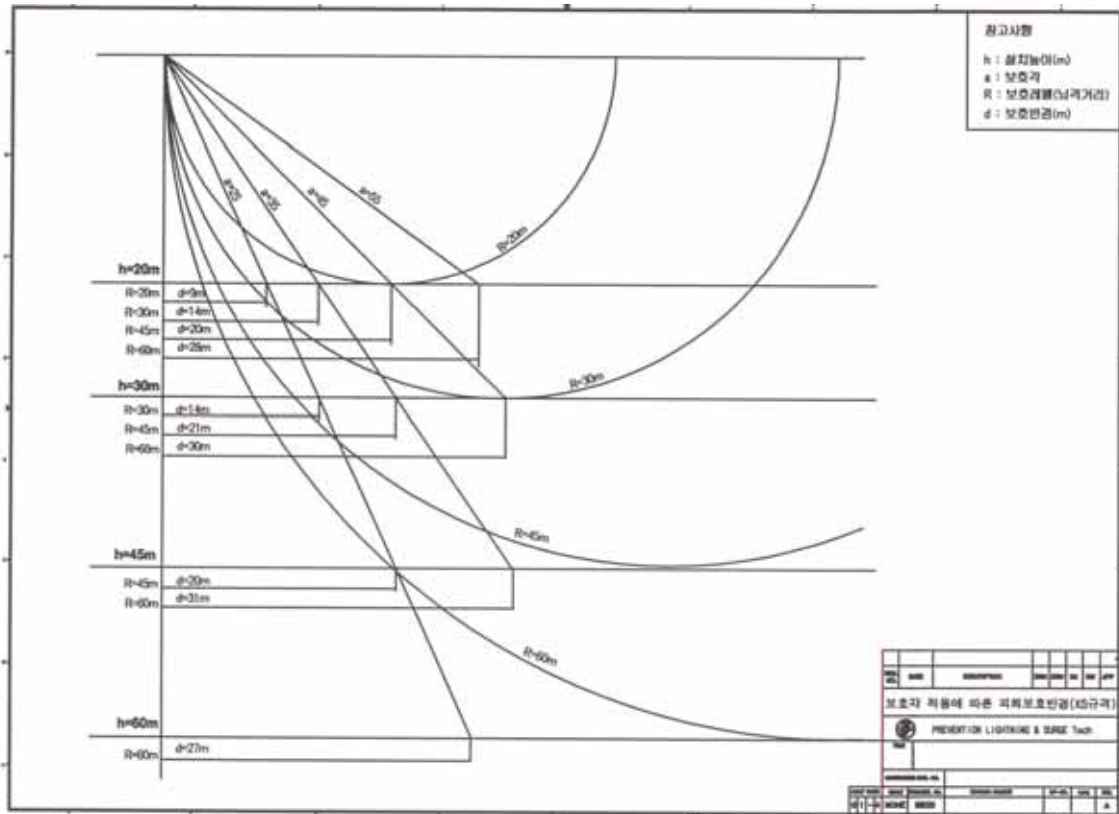 참고사항
h : 설치높이(m)
a : 보호각
R : 보호레벨(뇌격거리)
d : 보호반경(m)
a=25
a=35
a=45
a=55
R=20m
h=20m
R=20m d=9m
R=30m d=14m
R=45m d=20m
R=60m d=28m
R=30m
h=30m
R=30m d=14m
R=45m d=21m
R=60m d=30m
R=45m
h=45m
R=45m d=20m
R=60m d=31m
R=60m
h=60m
R=60m d=27m
DATE DESCRIPTION
보호각 적용에 따른 피뢰보호반경(KS규격)
PREVENTION LIGHTNING & SURGE Tech
NONE
A